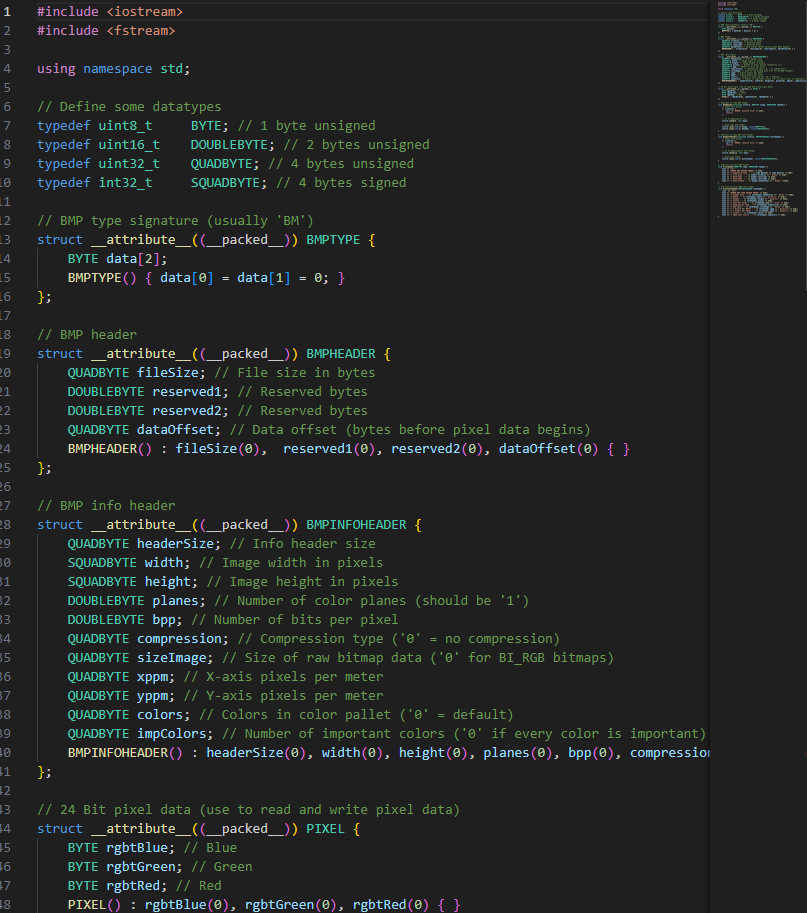 1 #include <iostream>
2 #include <fstream>
3
4 using namespace std;
5
6 // Define some datatypes
7 typedef uint8_t     BYTE; // 1 byte unsigned
8 typedef uint16_t    DOUBLEBYTE; // 2 bytes unsigned
9 typedef uint32_t    QUADBYTE; // 4 bytes unsigned
10 typedef int32_t     SQUADBYTE; // 4 bytes signed
11
12 // BMP type signature (usually 'BM')
13 struct __attribute__((__packed__)) BMPTYPE {
14     BYTE data[2];
15     BMPTYPE() { data[0] = data[1] = 0; }
16 };
17
18 // BMP header
19 struct __attribute__((__packed__)) BMPHEADER {
20     QUADBYTE fileSize; // File size in bytes
21     DOUBLEBYTE reserved1; // Reserved bytes
22     DOUBLEBYTE reserved2; // Reserved bytes
23     QUADBYTE dataOffset; // Data offset (bytes before pixel data begins)
24     BMPHEADER() : fileSize(0),  reserved1(0), reserved2(0), dataOffset(0) { }
25 };
26
27 // BMP info header
28 struct __attribute__((__packed__)) BMPINFOHEADER {
29     QUADBYTE headerSize; // Info header size
30     SQUADBYTE width; // Image width in pixels
31     SQUADBYTE height; // Image height in pixels
32     DOUBLEBYTE planes; // Number of color planes (should be '1')
33     DOUBLEBYTE bpp; // Number of bits per pixel
34     QUADBYTE compression; // Compression type ('0' = no compression)
35     QUADBYTE sizeImage; // Size of raw bitmap data ('0' for BI_RGB bitmaps)
36     QUADBYTE xppm; // X-axis pixels per meter
37     QUADBYTE yppm; // Y-axis pixels per meter
38     QUADBYTE colors; // Colors in color pallet ('0' = default)
39     QUADBYTE impColors; // Number of important colors ('0' if every color is important)
40     BMPINFOHEADER() : headerSize(0), width(0), height(0), planes(0), bpp(0), compression
41 };
42
43 // 24 Bit pixel data (use to read and write pixel data)
44 struct __attribute__((__packed__)) PIXEL {
45     BYTE rgbtBlue; // Blue
46     BYTE rgbtGreen; // Green
47     BYTE rgbtRed; // Red
48     PIXEL() : rgbtBlue(0), rgbtGreen(0), rgbtRed(0) { }